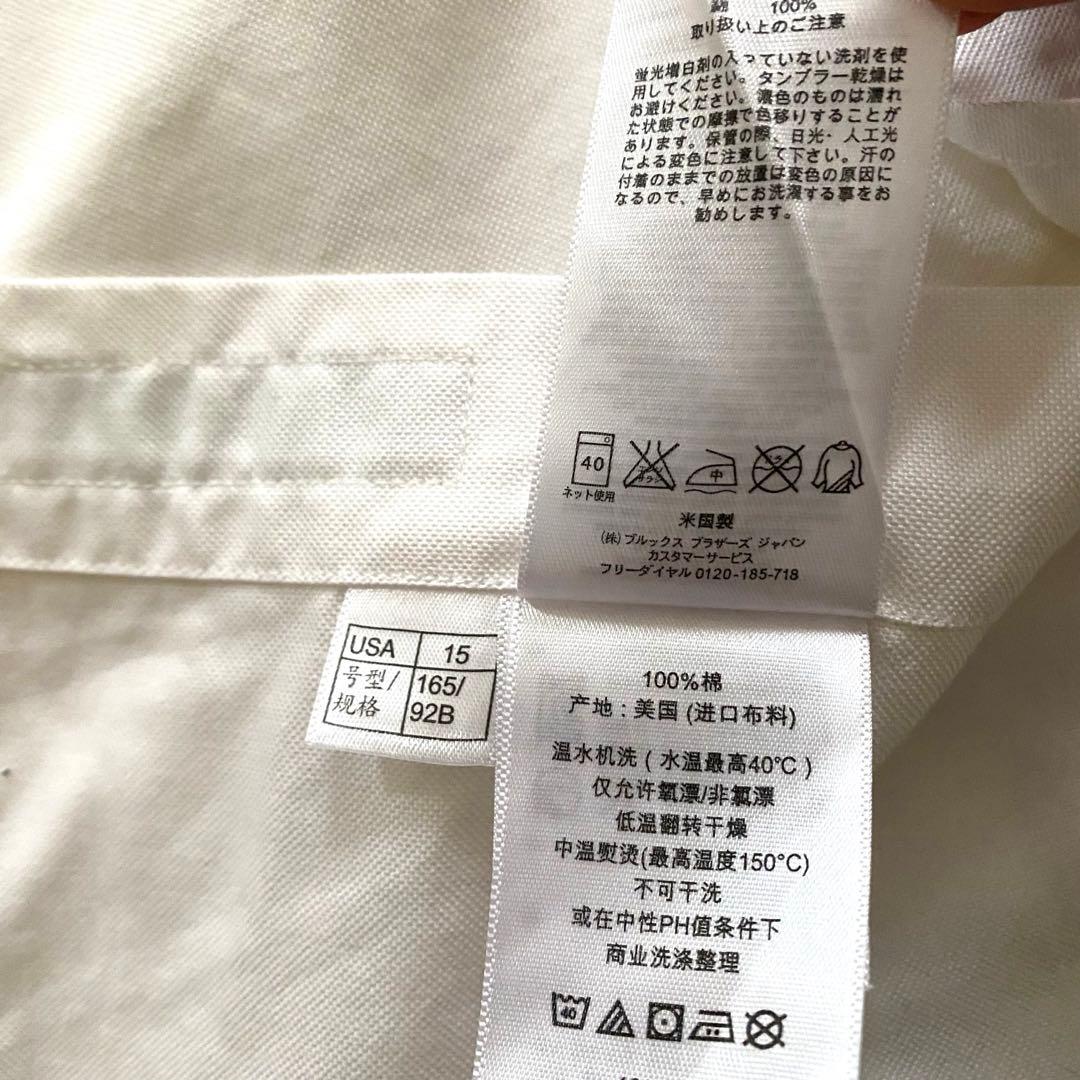 綿 100%
取り扱い上のご注意
蛍光増白剤の入っていない洗剤を使
用してください。タンブラー乾燥は
お避けください。濃色のものは濡れ
た状態での摩擦で色移りすることが
あります。保管の際、日光・人工光
による変色に注意して下さい。汗の
付着のままでの放置は変色の原因に
なるので、早めにお洗濯する事をお
勧めします。
40 中
ネット使用
米国製
(株)ブルックス ブラザーズ ジャパン
カスタマーサービス
フリーダイヤル 0120-185-718
USA 15
号型/ 165/
规格 92B
100%棉
产地:美国(进口布料)
温水机洗(水温最高40℃)
仅允许氧漂/非氯漂
低温翻转干燥
中温熨烫(最高温度150°C)
不可干洗
或在中性PH值条件下
商业洗涤整理
40